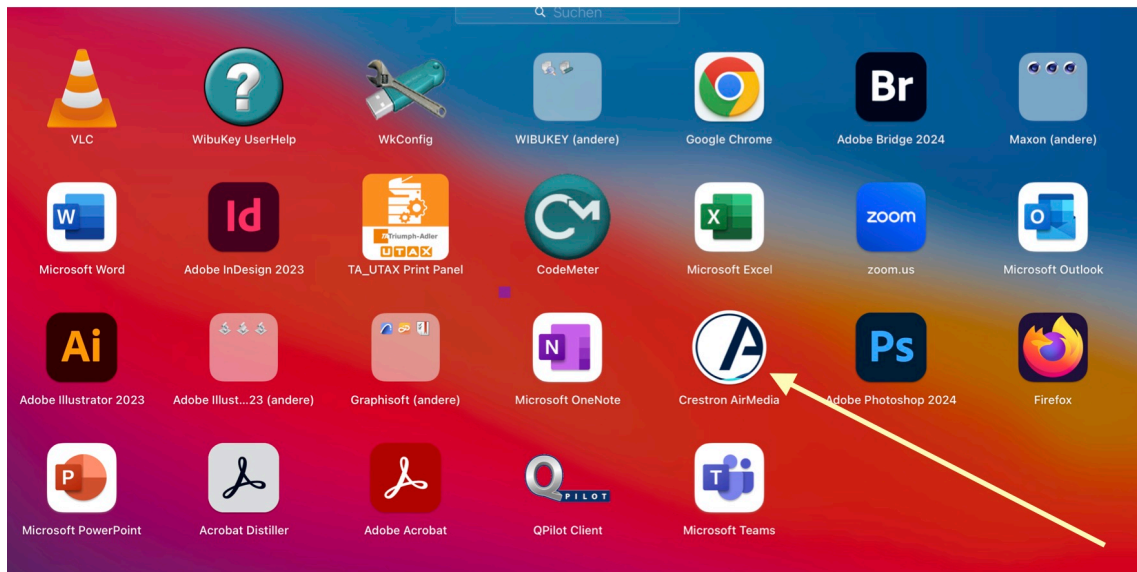 Suchen
VLC
WibuKey UserHelp
WkConfig
WIBUKEY (andere)
Google Chrome
Br
Adobe Bridge 2024
Maxon (andere)
W
Microsoft Word
Id
Adobe InDesign 2023
Triumph-Adler
UTAX
TA_UTAX Print Panel
CM
CodeMeter
X
Microsoft Excel
zoom
zoom.us
O
Microsoft Outlook
Ai
Adobe Illustrator 2023
Adobe Illust...23 (andere)
Graphisoft (andere)
N
Microsoft OneNote
Crestron AirMedia
Ps
Adobe Photoshop 2024
Firefox
P
Microsoft PowerPoint
Acrobat Distiller
Adobe Acrobat
QPILOT
QPilot Client
T
Microsoft Teams